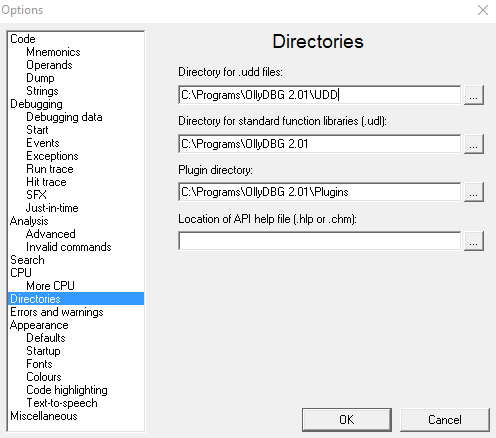 Options
Code
Mnemonics
Operands
Dump
Strings
Debugging
Debugging data
Start
Events
Exceptions
Run trace
Hit trace
SFX
Just-in-time
Analysis
Advanced
Invalid commands
Search
CPU
More CPU
Directories
Errors and warnings
Appearance
Defaults
Startup
Fonts
Colours
Code highlighting
Text-to-speech
Miscellaneous
Directories
Directory for .udd files:
C:\Programs\OllyDBG 2.01\UDD
...
Directory for standard function libraries (.udl):
C:\Programs\OllyDBG 2.01
...
Plugin directory:
C:\Programs\OllyDBG 2.01\Plugins
...
Location of API help file (.hlp or .chm):
...
OK
Cancel